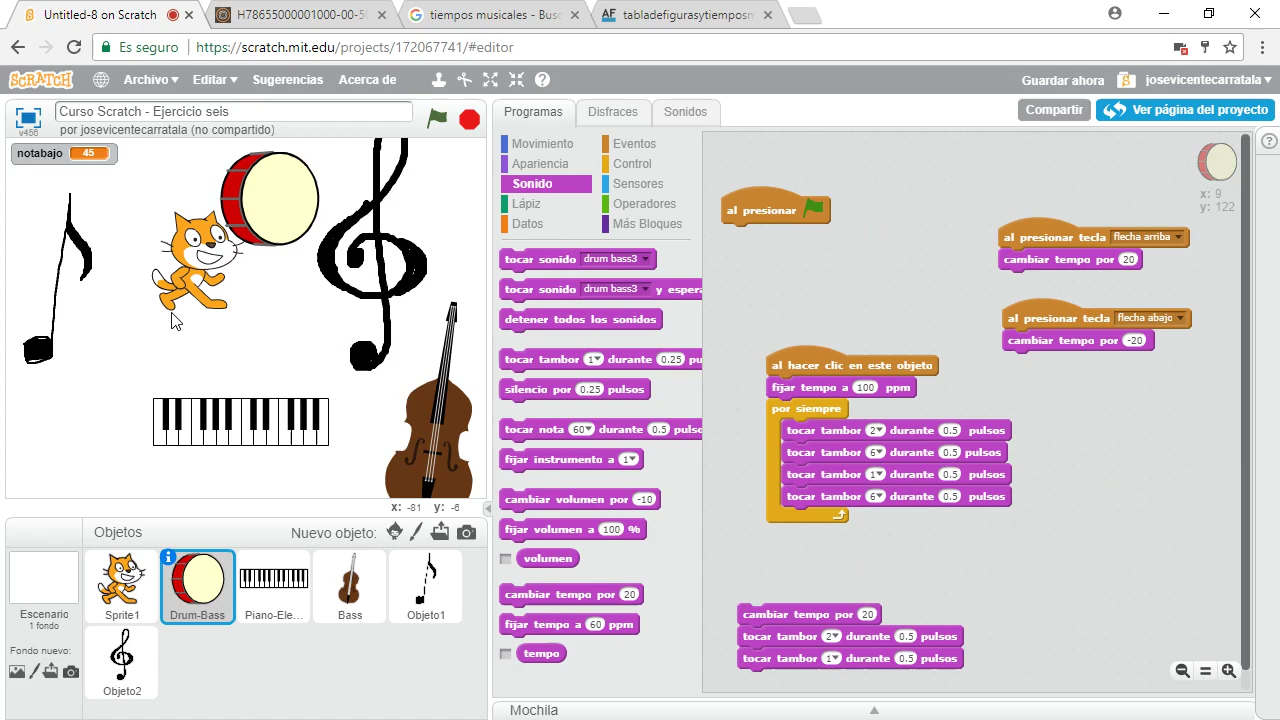 Untitled-8 on Scratch
H78655000001000-00-5
tiempos musicales - Bus
tabladefigurasytiemposm
Es seguro
https://scratch.mit.edu/projects/172067741/#editor
SCRATCH
Archivo
Editar
Sugerencias
Acerca de
Guardar ahora
josevicentecarratala
v456
Curso Scratch - Ejercicio seis
por josevicentecarratala (no compartido)
Programas
Disfraces
Sonidos
Compartir
Ver página del proyecto
notabajo 45
Movimiento
Apariencia
Sonido
Lápiz
Datos
Eventos
Control
Sensores
Operadores
Más Bloques
tocar sonido drum bass3
tocar sonido drum bass3 y espera
detener todos los sonidos
tocar tambor 1 durante 0.25 pu
silencio por 0.25 pulsos
tocar nota 60 durante 0.5 pulso
fijar instrumento a 1
cambiar volumen por -10
fijar volumen a 100 %
volumen
cambiar tempo por 20
fijar tempo a 60 ppm
tempo
x: 9
y: 122
al presionar
al presionar tecla flecha arriba
cambiar tempo por 20
al presionar tecla flecha abajo
cambiar tempo por -20
al hacer clic en este objeto
fijar tempo a 100 ppm
por siempre
tocar tambor 2 durante 0.5 pulsos
tocar tambor 6 durante 0.5 pulsos
tocar tambor 1 durante 0.5 pulsos
tocar tambor 6 durante 0.5 pulsos
cambiar tempo por 20
tocar tambor 2 durante 0.5 pulsos
tocar tambor 1 durante 0.5 pulsos
x: -81 y: -6
Objetos
Nuevo objeto:
Escenario
1 fondo
Fondo nuevo:
Sprite1
Drum-Bass
Piano-Ele...
Bass
Objeto1
Objeto2
Mochila